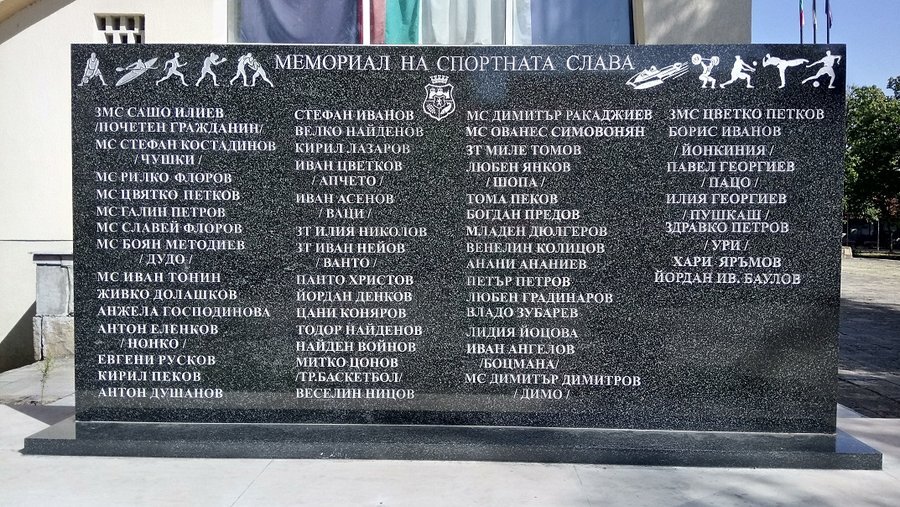 МЕМОРИАЛ НА СПОРТНАТА СЛАВА
ЗМС САШО ИЛИЕВ
/ПОЧЕТЕН ГРАЖДАНИН/
МС СТЕФАН КОСТАДИНОВ
/ ЧУШКИ /
МС РИЛКО ФЛОРОВ
МС ЦВЯТКО ПЕТКОВ
МС ГАЛИН ПЕТРОВ
МС СЛАВЕЙ ФЛОРОВ
МС БОЯН МЕТОДИЕВ
/ ДУДО /
МС ИВАН ТОНИН
ЖИВКО ДОЛАШКОВ
АНЖЕЛА ГОСПОДИНОВА
АНТОН ЕЛЕНКОВ
/ НОНКО /
ЕВГЕНИ РУСКОВ
КИРИЛ ПЕКОВ
АНТОН ДУШАНОВ
СТЕФАН ИВАНОВ
ВЕЛКО НАЙДЕНОВ
КИРИЛ ЛАЗАРОВ
ИВАН ЦВЕТКОВ
/ АПЧЕТО /
ИВАН АСЕНОВ
/ ВАЦИ /
ЗТ ИЛИЯ НИКОЛОВ
ЗТ ИВАН НЕЙОВ
/ ВАНТО /
ПАНТО ХРИСТОВ
ЙОРДАН ДЕНКОВ
ЦАНИ КОНЯРОВ
ТОДОР НАЙДЕНОВ
НАЙДЕН ВОЙНОВ
МИТКО ЦОНОВ
/ТР.БАСКЕТБОЛ/
ВЕСЕЛИН НИЦОВ
МС ДИМИТЪР РАКАДЖИЕВ
МС ОВАНЕС СИМОВОНЯН
ЗТ МИЛЕ ТОМОВ
ЛЮБЕН ЯНКОВ
/ ШОПА /
ТОМА ПЕКОВ
БОГДАН ПРЕДОВ
МЛАДЕН ДЮЛГЕРОВ
ВЕНЕЛИН КОЛИЦОВ
АНАНИ АНАНИЕВ
ПЕТЪР ПЕТРОВ
ЛЮБЕН ГРАДИНАРОВ
ВЛАДО ЗУБАРЕВ
ЛИДИЯ ЙОЦОВА
ИВАН АНГЕЛОВ
/БОЦМАНА/
МС ДИМИТЪР ДИМИТРОВ
/ ДИМО /
ЗМС ЦВЕТКО ПЕТКОВ
БОРИС ИВАНОВ
/ ЙОНКИНИЯ /
ПАВЕЛ ГЕОРГИЕВ
/ ПАЦО /
ИЛИЯ ГЕОРГИЕВ
/ ПУШКАШ /
ЗДРАВКО ПЕТРОВ
/ УРИ /
ХАРИ ЯРЪМОВ
ЙОРДАН ИВ. БАУЛОВ